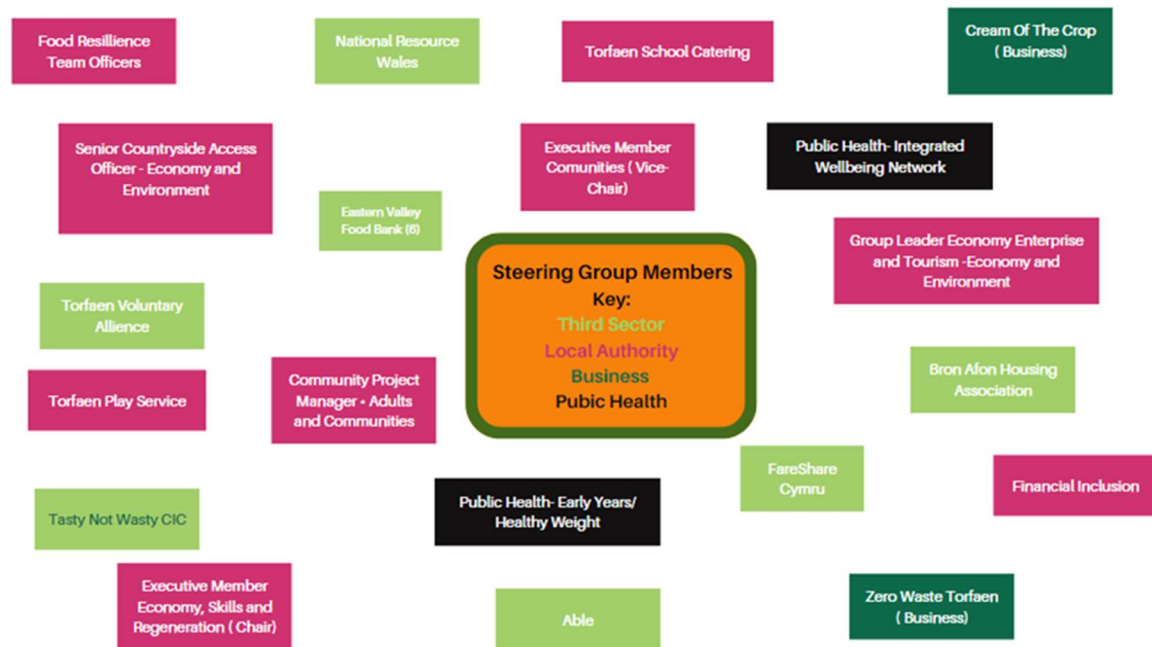 Food Resillience
Team Officers
National Resource
Wales
Torfaen School Catering
Cream Of The Crop
( Business)
Senior Countryside Access
Officer - Economy and
Environment
Executive Member
Comunities ( Vice-
Chair)
Public Health- Integrated
Wellbeing Network
Eastern Valley
Food Bank (6)
Group Leader Economy Enterprise
and Tourism -Economy and
Environment
Steering Group Members
Key:
Third Sector
Local Authority
Business
Pubic Health
Torfaen Voluntary
Allience
Bron Afon Housing
Association
Torfaen Play Service
Community Project
Manager • Adults
and Communities
FareShare
Cymru
Financial Inclusion
Tasty Not Wasty CIC
Public Health- Early Years/
Healthy Weight
Executive Member
Economy, Skills and
Regeneration ( Chair)
Able
Zero Waste Torfaen
( Business)